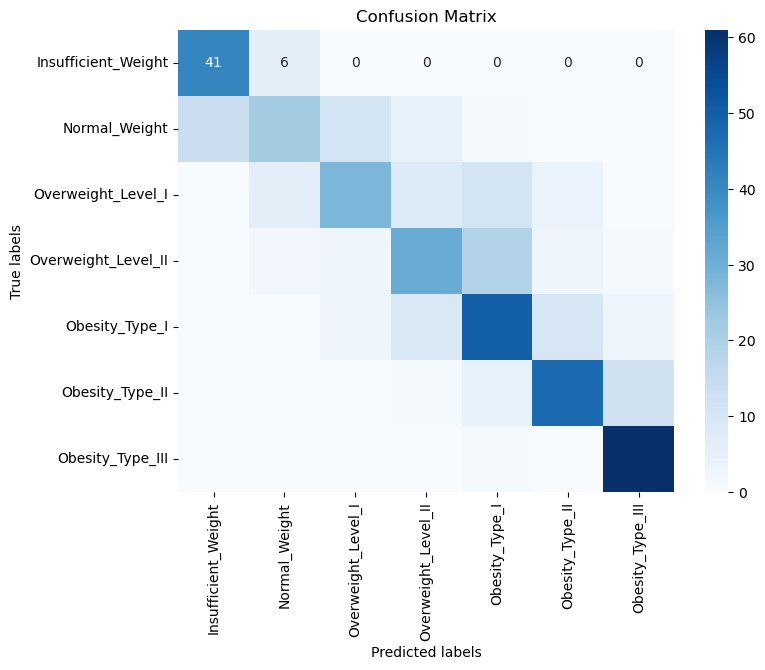 Confusion Matrix
Insufficient_Weight 41 6 0 0 0 0 0
Normal_Weight
Overweight_Level_I
Overweight_Level_II
Obesity_Type_I
Obesity_Type_II
Obesity_Type_III
True labels
Insufficient_Weight
Normal_Weight
Overweight_Level_I
Overweight_Level_II
Obesity_Type_I
Obesity_Type_II
Obesity_Type_III
Predicted labels
60
50
40
30
20
10
0